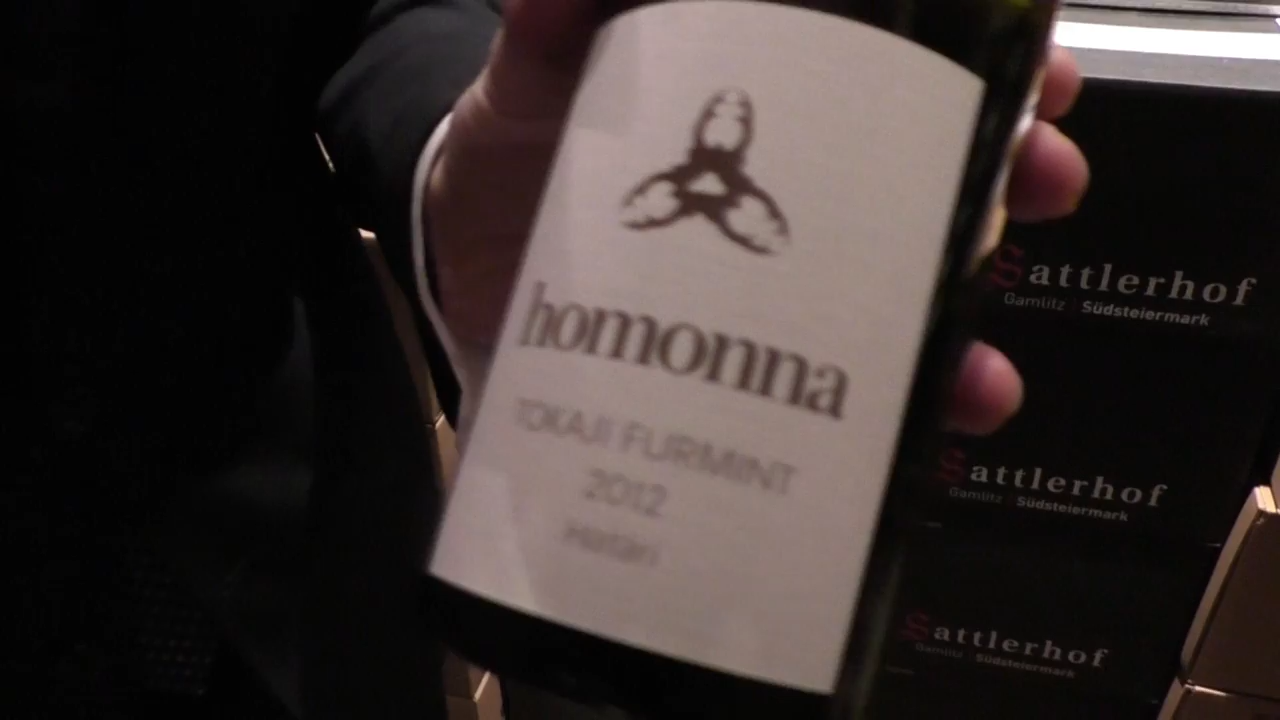 homonna
TOKAJI FURMINT
2012
Sattlerhof
Gamlitz | Südsteiermark
Sattlerhof
Gamlitz | Südsteiermark
Sattlerhof
Gamlitz | Südsteiermark